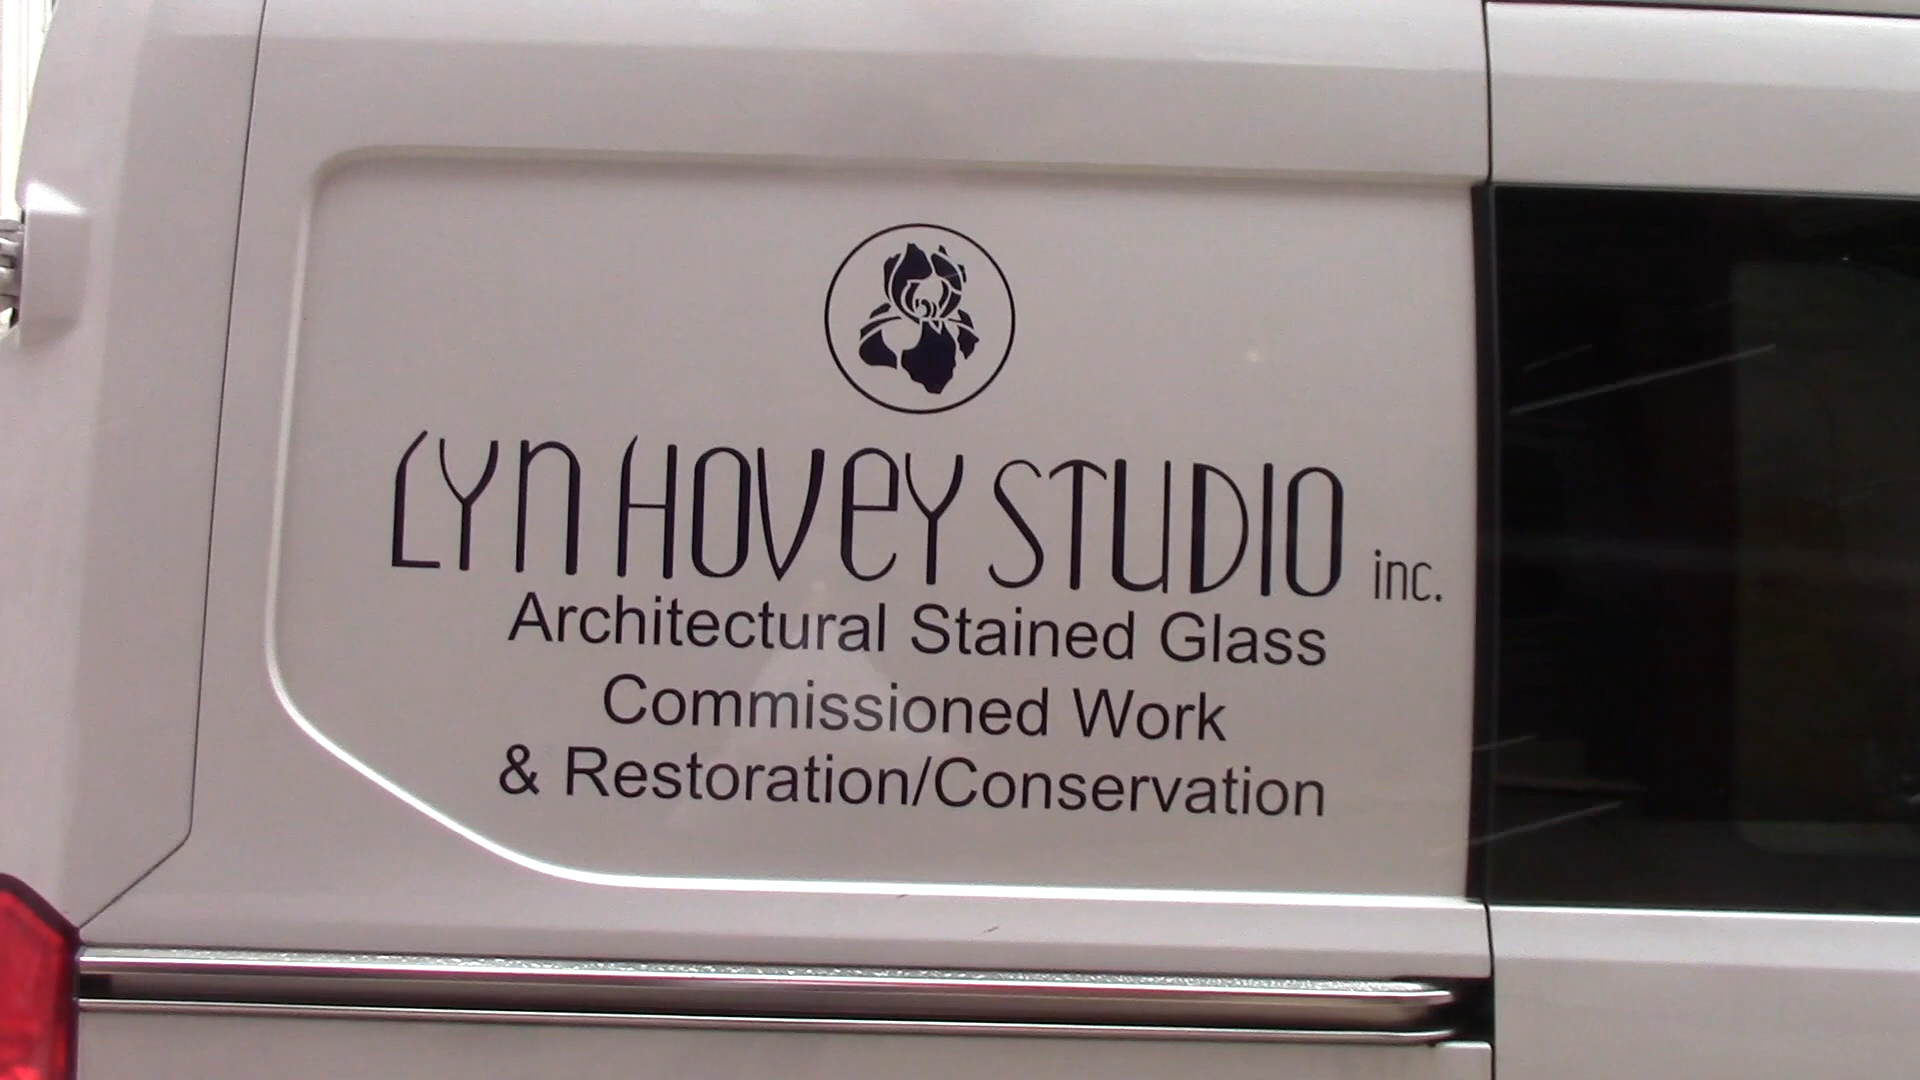 Lyn Hovey Studio inc.
Architectural Stained Glass
Commissioned Work
& Restoration/Conservation